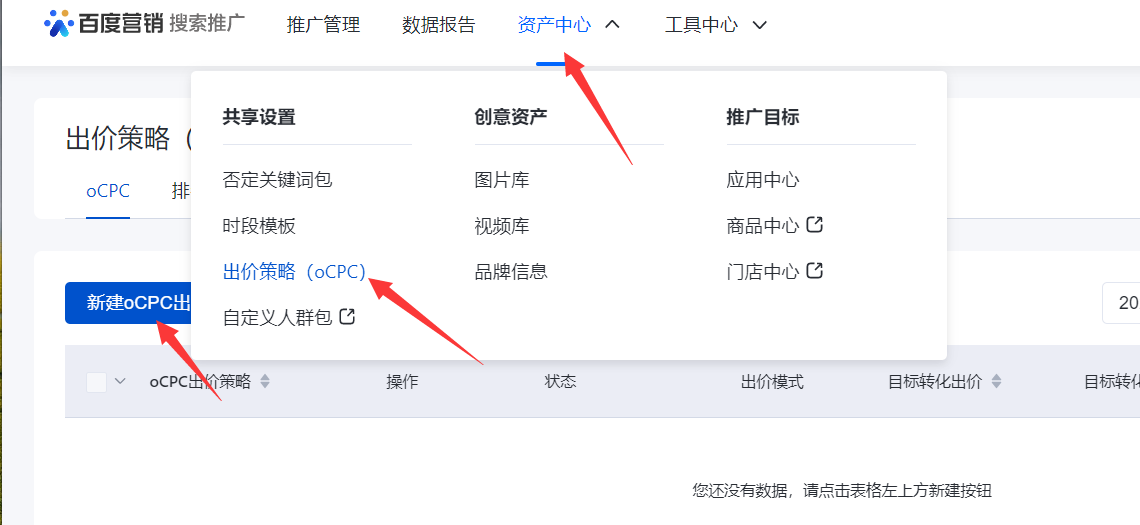 百度营销 搜索推广 推广管理 数据报告 资产中心 工具中心
出价策略（
oCPC 排
新建oCPC出
共享设置
否定关键词包
时段模板
出价策略（oCPC）
自定义人群包
创意资产
图片库
视频库
品牌信息
推广目标
应用中心
商品中心
门店中心
20
oCPC出价策略 操作 状态 出价模式 目标转化出价 目标转化
您还没有数据，请点击表格左上方新建按钮